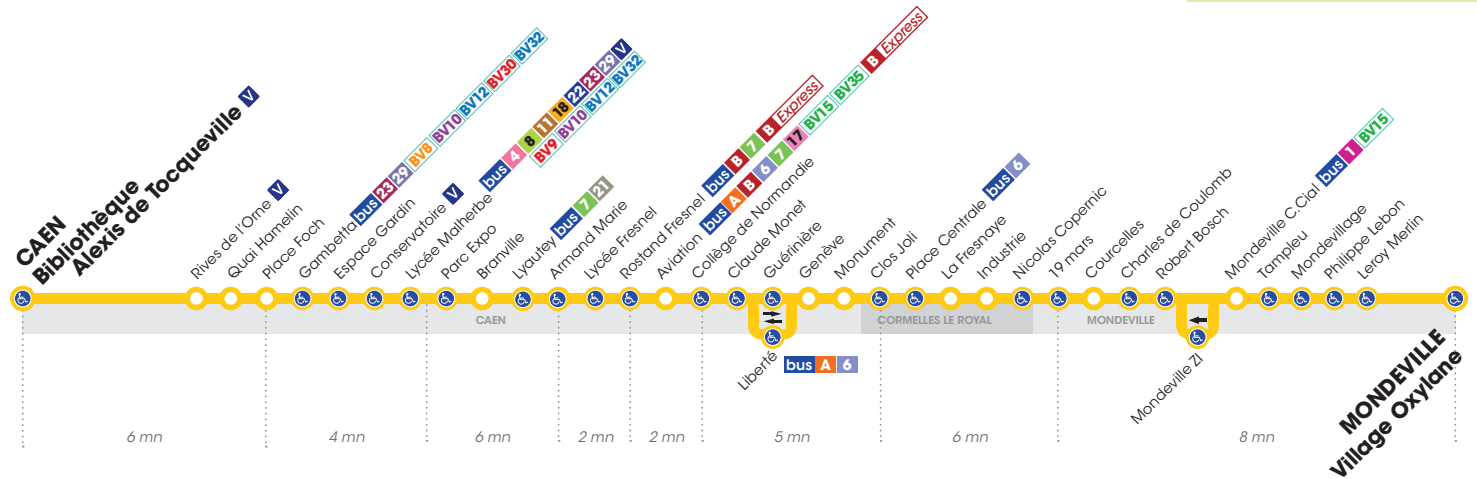 CAEN
Bibliothèque
Alexis de Tocqueville V
Rives de l'Orne V
Quai Hamelin
Place Foch
Gambetta bus 23 29 BV8 BV10 BV12 BV30 BV32
Espace Gardin
Conservatoire V
Lycée Malherbe bus 4 8 11 18 22 23 29 V
BV9 BV10 BV12 BV32
Parc Expo
Branville
Lyautey bus 7 21
Armand Marie
Lycée Fresnel
Rostand Fresnel bus B 7 B Express
Aviation bus A B 6 7 17 BV15 BV35 B Express
Collège de Normandie
Claude Monet
Guérinière
Genève
Monument
Clos Joli
Place Centrale bus 6
La Fresnaye
Industrie
Nicolas Copernic
19 mars
Courcelles
Charles de Coulomb
Robert Bosch
Mondeville C.Cial bus 1 BV15
Tampleu
Mondevillage
Philippe Lebon
Leroy Merlin
CAEN
CORMELLES LE ROYAL
MONDEVILLE
Liberté bus A 6
Mondeville ZI
MONDEVILLE
Village Oxylane
6 mn
4 mn
6 mn
2 mn
2 mn
5 mn
6 mn
8 mn